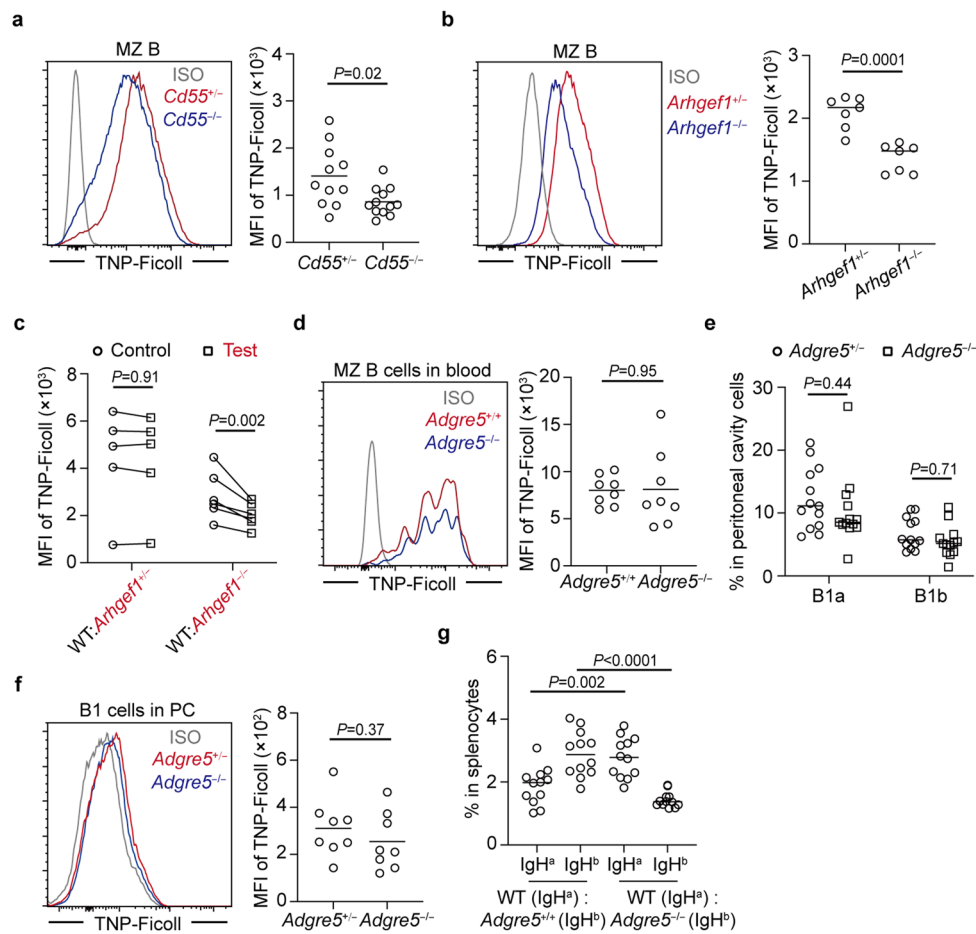 a
MZ B
ISO
Cd55+/−
Cd55−/−
TNP-Ficoll
MFI of TNP-Ficoll (×10³)
4
3
2
1
0
P=0.02
Cd55+/− Cd55−/−
b
MZ B
ISO
Arhgef1+/−
Arhgef1−/−
TNP-Ficoll
MFI of TNP-Ficoll (×10³)
3
2
1
0
P=0.0001
Arhgef1+/−
Arhgef1−/−
c
Control Test
MFI of TNP-Ficoll (×10³)
8
6
4
2
0
P=0.91
P=0.002
WT:Arhgef1+/−
WT:Arhgef1−/−
d
MZ B cells in blood
ISO
Adgre5+/+
Adgre5−/−
TNP-Ficoll
MFI of TNP-Ficoll (×10³)
20
15
10
5
0
P=0.95
Adgre5+/+ Adgre5−/−
e
Adgre5+/− Adgre5−/−
% in peritoneal cavity cells
30
20
10
0
P=0.44
P=0.71
B1a B1b
f
B1 cells in PC
ISO
Adgre5+/−
Adgre5−/−
TNP-Ficoll
MFI of TNP-Ficoll (×10²)
8
6
4
2
0
P=0.37
Adgre5+/− Adgre5−/−
g
% in splenocytes
6
4
2
0
P<0.0001
P=0.002
IgHᵃ IgHᵇ IgHᵃ IgHᵇ
WT (IgHᵃ) : WT (IgHᵃ) :
Adgre5+/+ (IgHᵇ) Adgre5−/− (IgHᵇ)